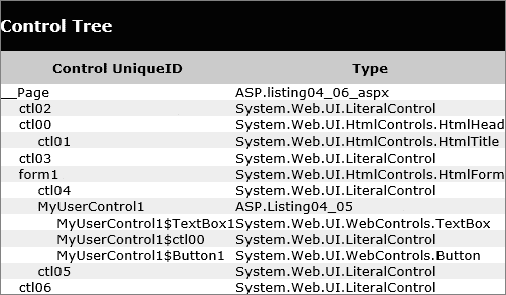 Control Tree
Control UniqueID Type
__Page ASP.listing04_06_aspx
ctl02 System.Web.UI.LiteralControl
ctl00 System.Web.UI.HtmlControls.HtmlHead
ctl01 System.Web.UI.HtmlControls.HtmlTitle
ctl03 System.Web.UI.LiteralControl
form1 System.Web.UI.HtmlControls.HtmlForm
ctl04 System.Web.UI.LiteralControl
MyUserControl1 ASP.Listing04_05
MyUserControl1$TextBox1 System.Web.UI.WebControls.TextBox
MyUserControl1$ctl00 System.Web.UI.LiteralControl
MyUserControl1$Button1 System.Web.UI.WebControls.Button
ctl05 System.Web.UI.LiteralControl
ctl06 System.Web.UI.LiteralControl